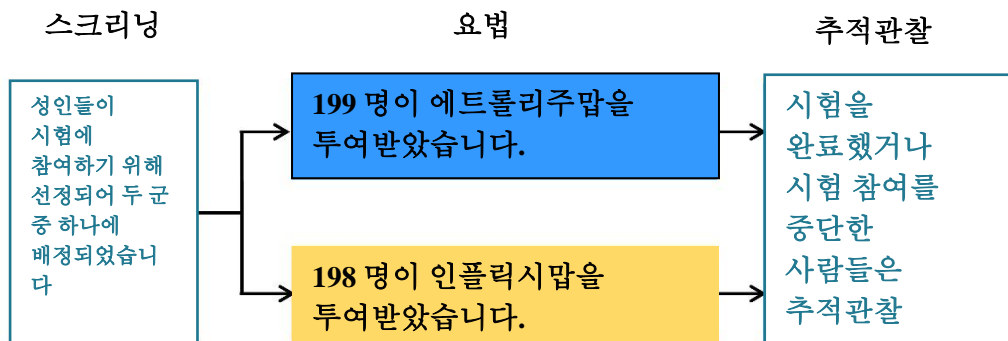 스크리닝
요법
추적관찰
성인들이
시험에
참여하기 위해
선정되어 두 군
중 하나에
배정되었습니
다
199 명이 에트롤리주맙을
투여받았습니다.
198 명이 인플릭시맙을
투여받았습니다.
시험을
완료했거나
시험 참여를
중단한
사람들은
추적관찰